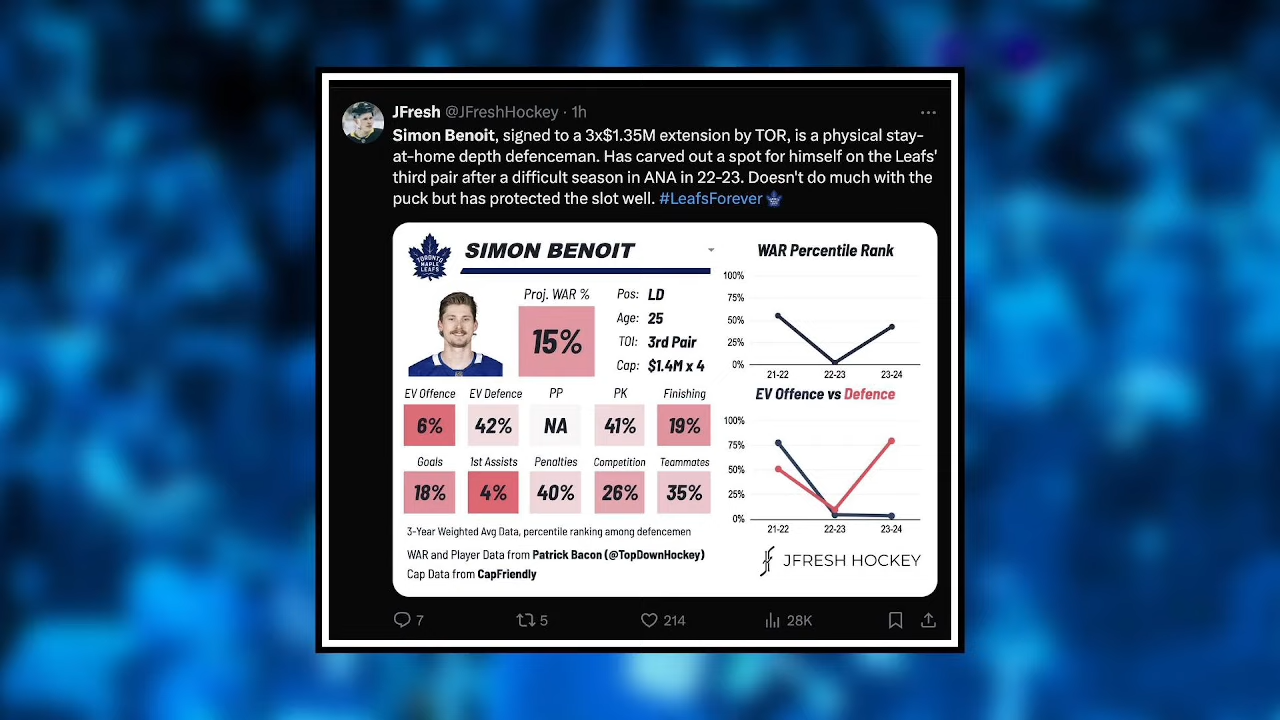 JFresh @JFreshHockey · 1h
Simon Benoit, signed to a 3x$1.35M extension by TOR, is a physical stay-
at-home depth defenceman. Has carved out a spot for himself on the Leafs'
third pair after a difficult season in ANA in 22-23. Doesn't do much with the
puck but has protected the slot well. #LeafsForever
TORONTO
MAPLE
LEAFS
SIMON BENOIT
Proj. WAR %
15%
Pos: LD
Age: 25
TOI: 3rd Pair
Cap: $1.4M x 4
EV Offence EV Defence PP PK Finishing
6% 42% NA 41% 19%
Goals 1st Assists Penalties Competition Teammates
18% 4% 40% 26% 35%
3-Year Weighted Avg Data, percentile ranking among defencemen
WAR and Player Data from Patrick Bacon (@TopDownHockey)
Cap Data from CapFriendly
WAR Percentile Rank
100%
75%
50%
25%
0%
21-22 22-23 23-24
EV Offence vs Defence
100%
75%
50%
25%
0%
21-22 22-23 23-24
JFRESH HOCKEY
7 5 214 28K